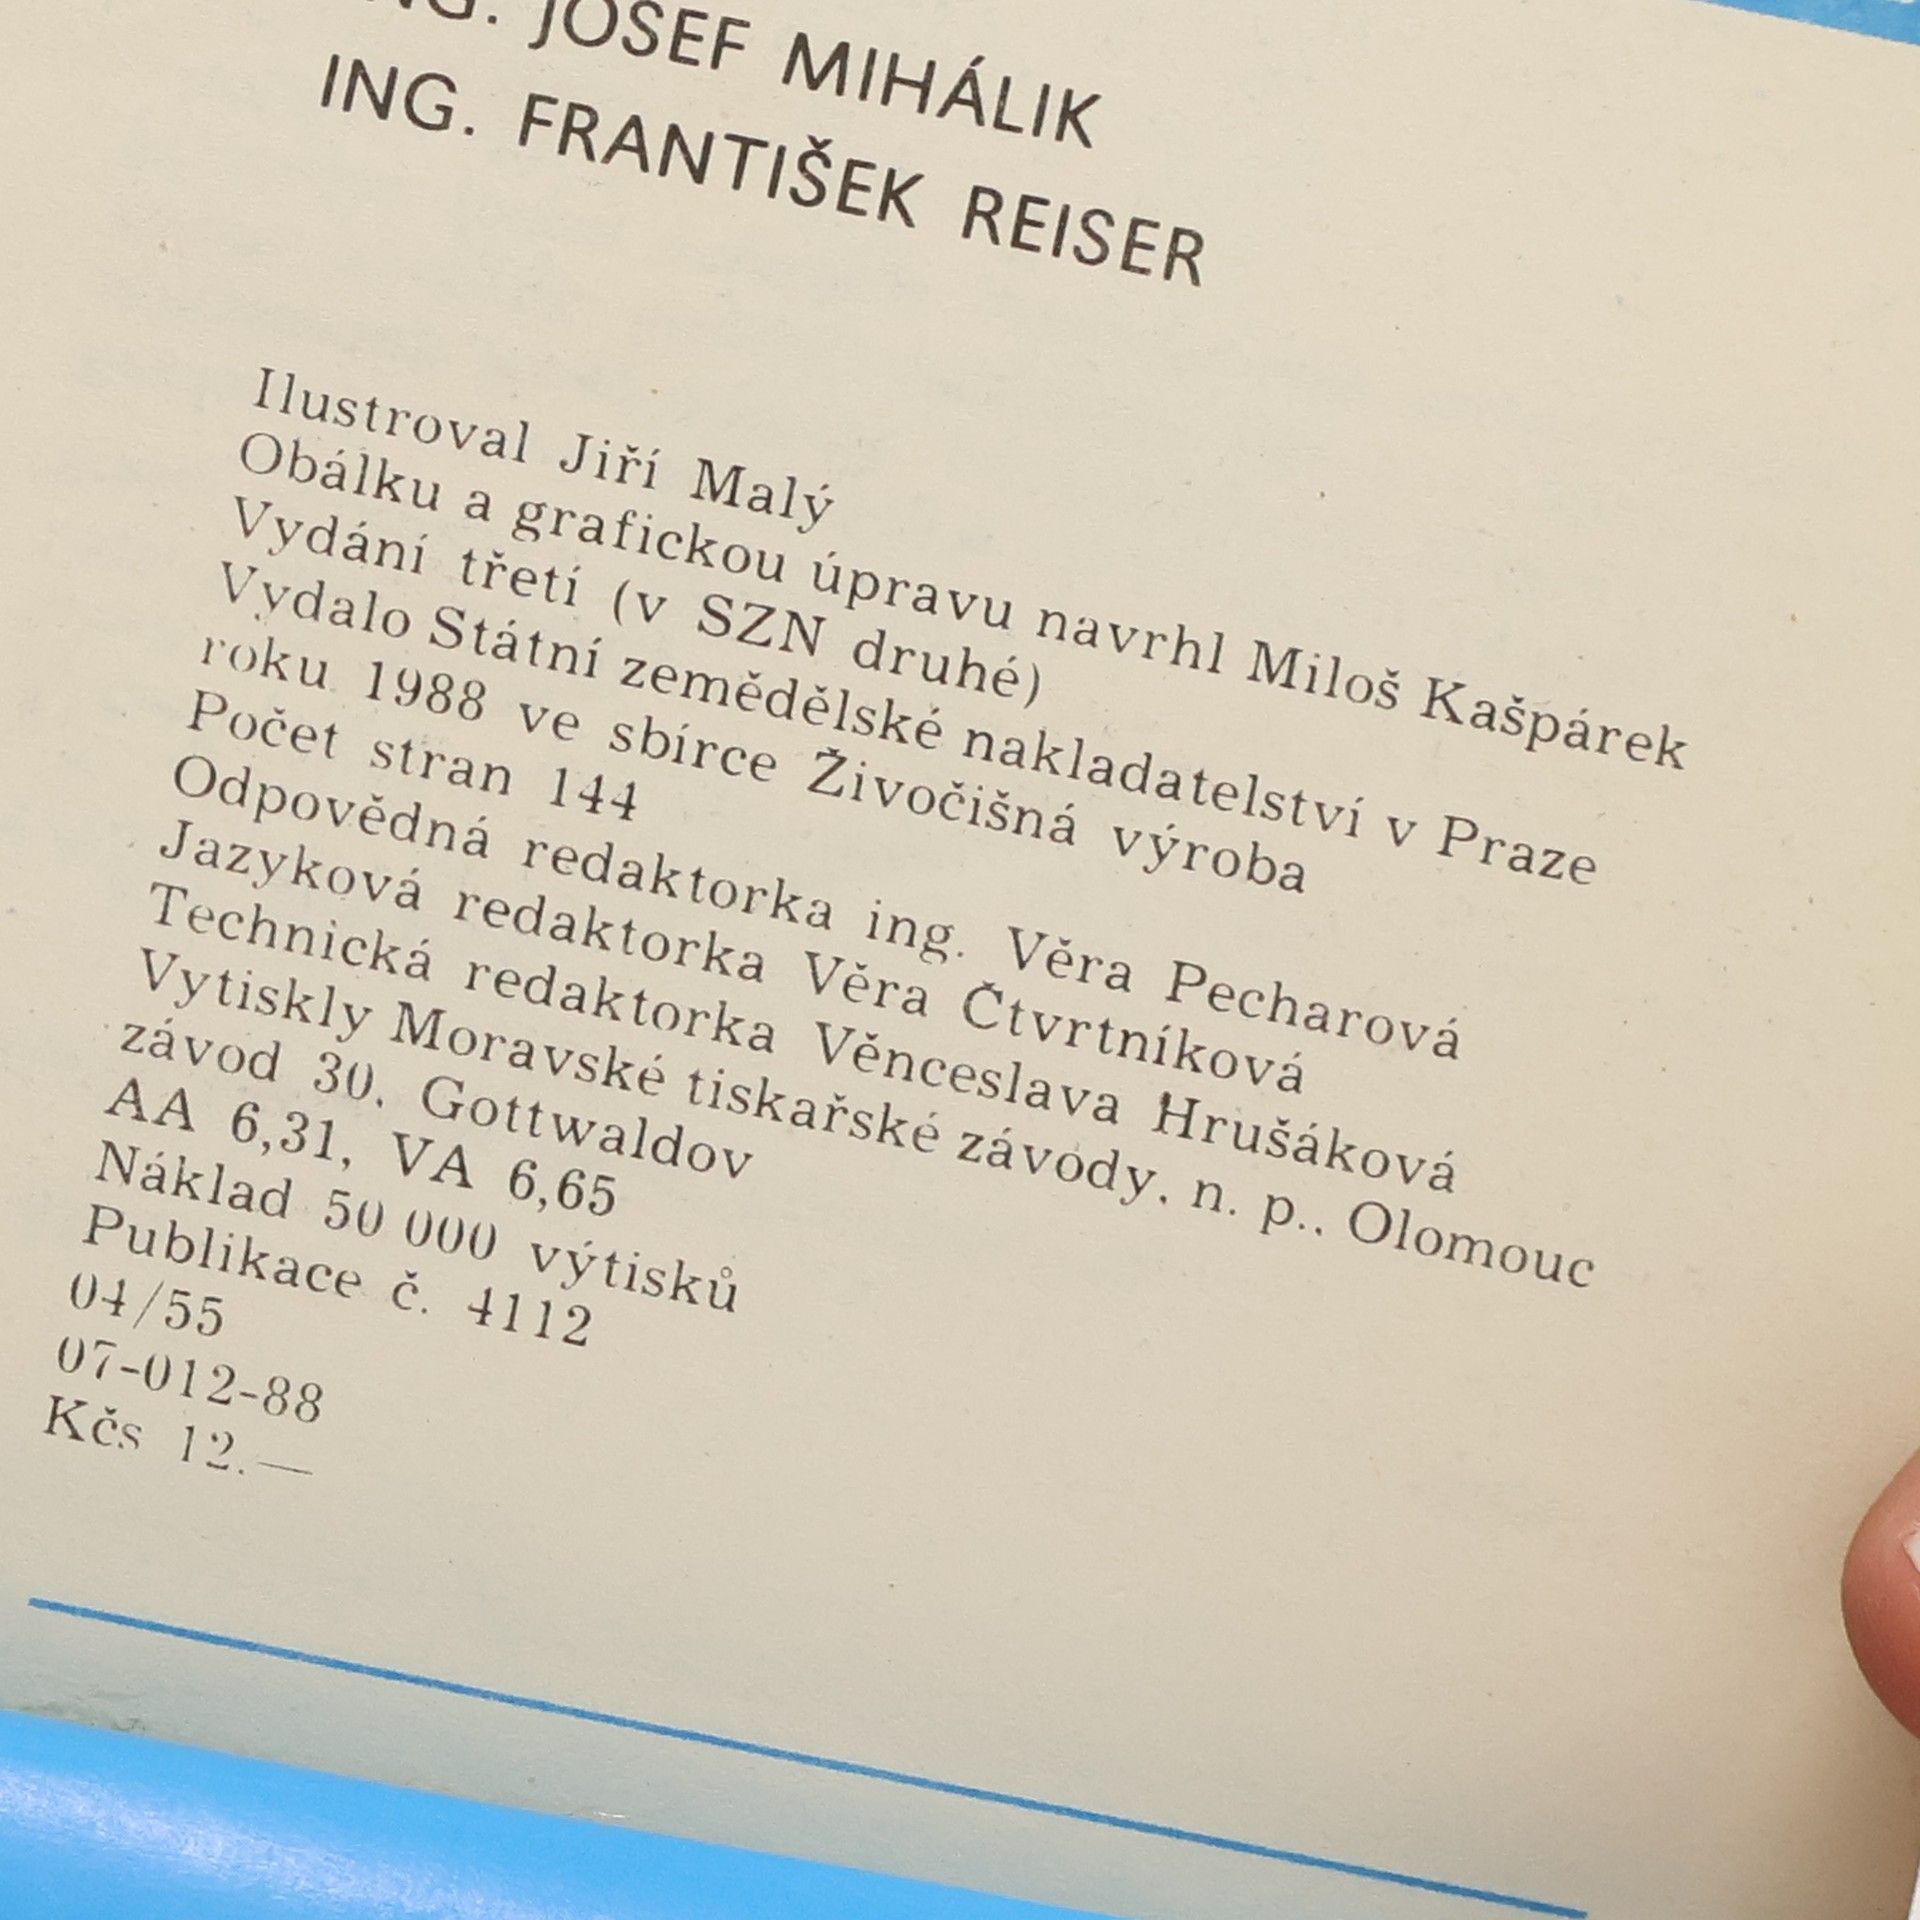 ING. JOSEF MIHÁLIK
ING. FRANTIŠEK REISER
Ilustroval Jiří Malý
Obálku a grafickou úpravu navrhl Miloš Kašpárek
Vydání třetí (v SZN druhé)
Vydalo Státní zemědělské nakladatelství v Praze
roku 1988 ve sbírce Živočišná výroba
Počet stran 144
Odpovědná redaktorka ing. Věra Pecharová
Jazyková redaktorka Věra Čtvrtníková
Technická redaktorka Věnceslava Hrušáková
Vytiskly Moravské tiskařské závody, n. p., Olomouc
závod 30, Gottwaldov
AA 6,31, VA 6,65
Náklad 50 000 výtisků
Publikace č. 4112
04/55
07-012-88
Kčs 12.—